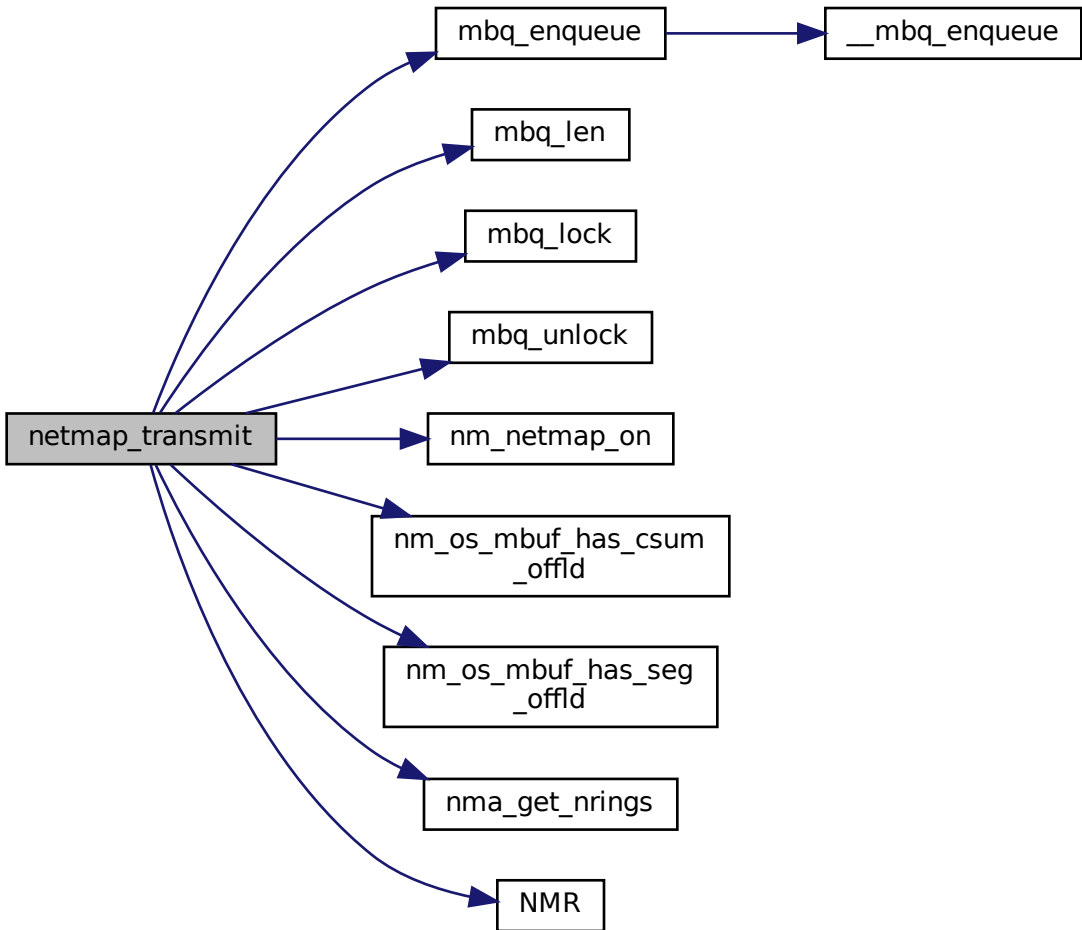 mbq_enqueue
__mbq_enqueue
mbq_len
mbq_lock
mbq_unlock
netmap_transmit
nm_netmap_on
nm_os_mbuf_has_csum
_offld
nm_os_mbuf_has_seg
_offld
nma_get_nrings
NMR